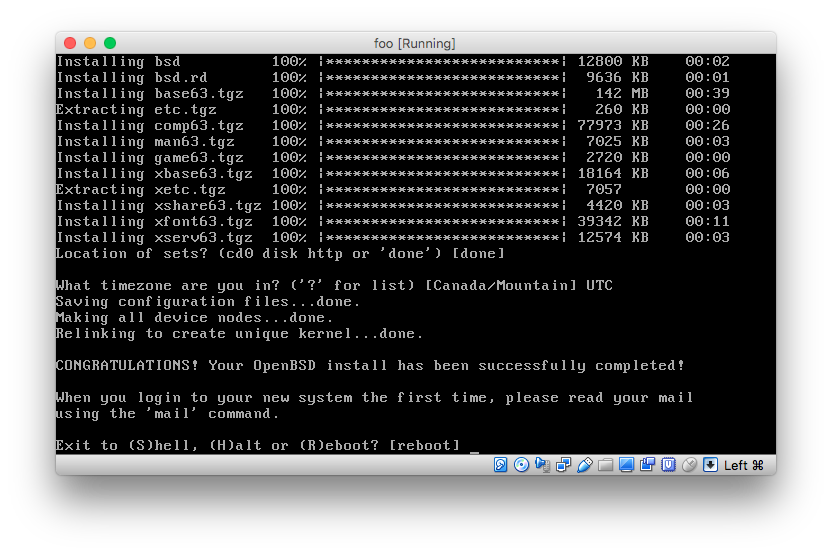 foo [Running]
Installing bsd 100% |**************************| 12800 KB 00:02
Installing bsd.rd 100% |**************************| 9636 KB 00:01
Installing base63.tgz 100% |**************************| 142 MB 00:39
Extracting etc.tgz 100% |**************************| 260 KB 00:00
Installing comp63.tgz 100% |**************************| 77973 KB 00:26
Installing man63.tgz 100% |**************************| 7025 KB 00:03
Installing game63.tgz 100% |**************************| 2720 KB 00:00
Installing xbase63.tgz 100% |**************************| 18164 KB 00:06
Extracting xetc.tgz 100% |**************************| 7057 00:00
Installing xshare63.tgz 100% |**************************| 4420 KB 00:03
Installing xfont63.tgz 100% |**************************| 39342 KB 00:11
Installing xserv63.tgz 100% |**************************| 12574 KB 00:03
Location of sets? (cd0 disk http or 'done') [done]
What timezone are you in? ('?' for list) [Canada/Mountain] UTC
Saving configuration files...done.
Making all device nodes...done.
Relinking to create unique kernel...done.
CONGRATULATIONS! Your OpenBSD install has been successfully completed!
When you login to your new system the first time, please read your mail
using the 'mail' command.
Exit to (S)hell, (H)alt or (R)eboot? [reboot] _
Left ⌘